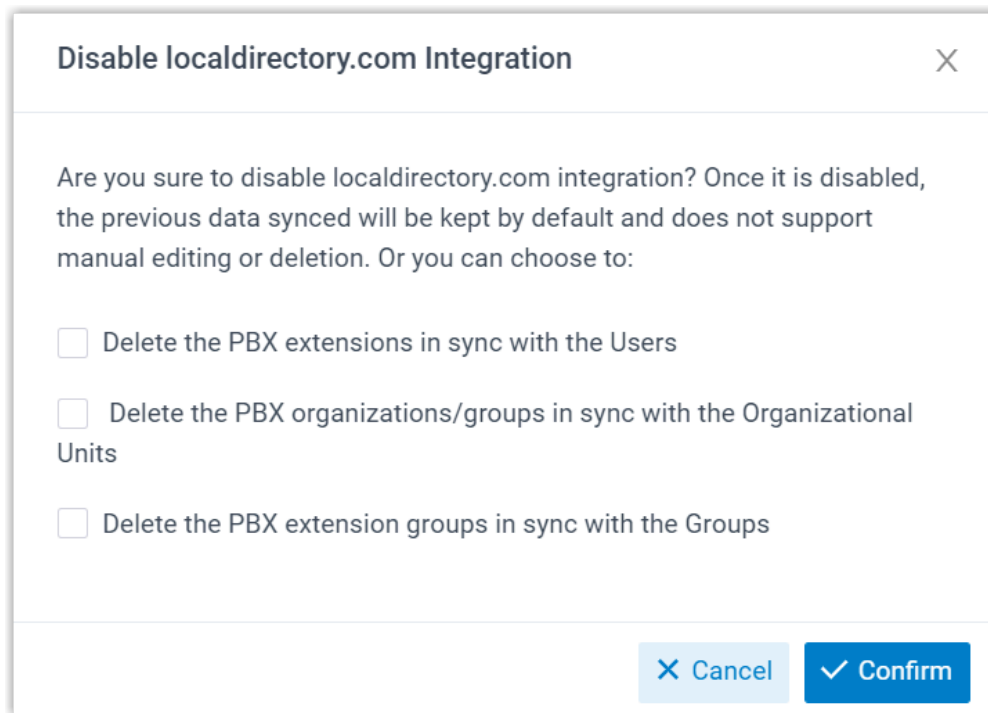 Disable localdirectory.com Integration
Are you sure to disable localdirectory.com integration? Once it is disabled,
the previous data synced will be kept by default and does not support
manual editing or deletion. Or you can choose to:
Delete the PBX extensions in sync with the Users
Delete the PBX organizations/groups in sync with the Organizational
Units
Delete the PBX extension groups in sync with the Groups
Cancel
Confirm